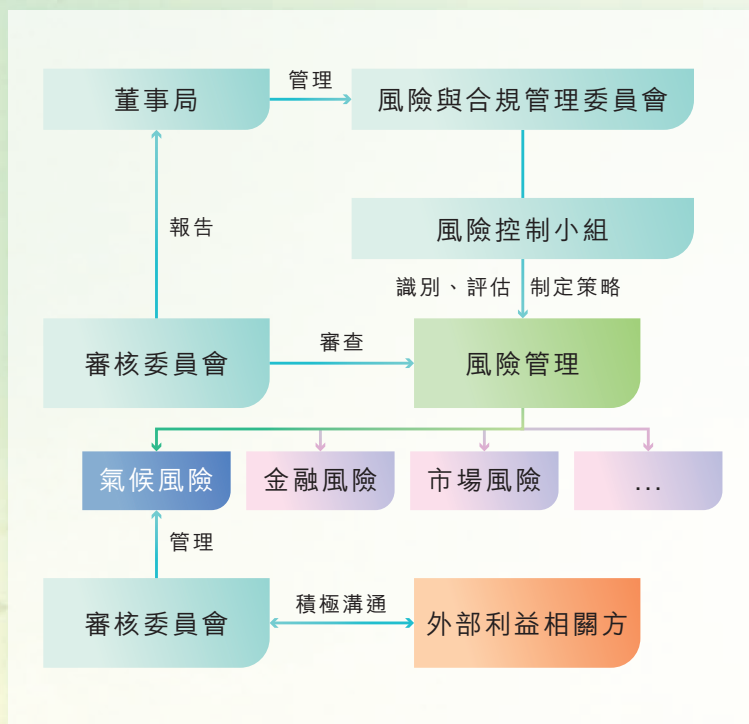 董事局
管理
風險與合規管理委員會
報告
風險控制小組
識別、評估 制定策略
審核委員會
審查
風險管理
氣候風險
金融風險
市場風險
...
管理
審核委員會
積極溝通
外部利益相關方